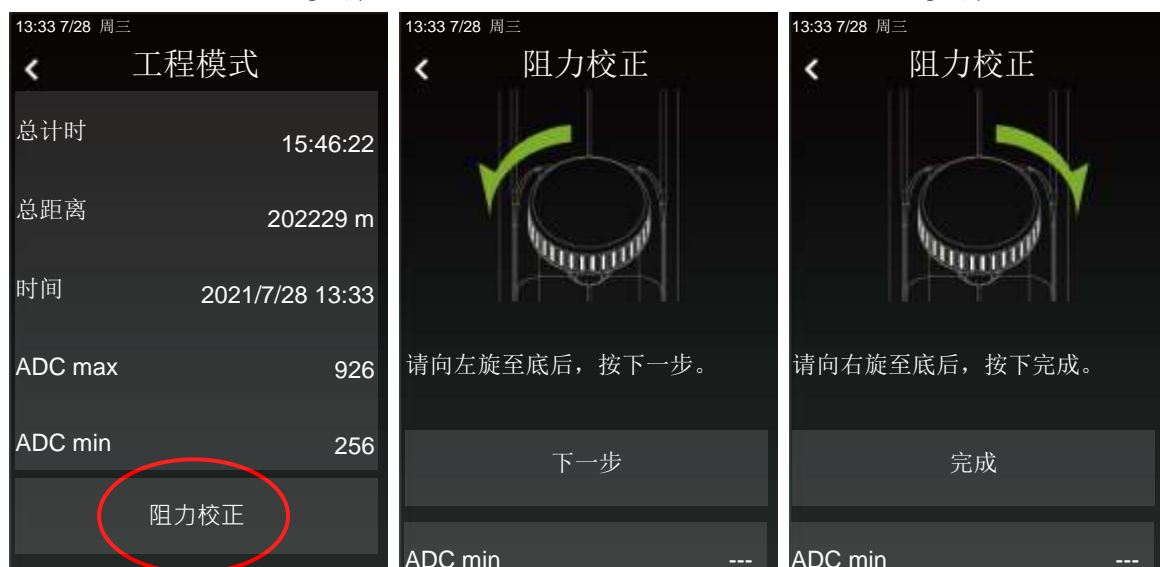 13:33 7/28 周三
工程模式
总计时
15:46:22
总距离
202229 m
时间
2021/7/28 13:33
ADC max
926
ADC min
256
阻力校正
13:33 7/28 周三
阻力校正
请向左旋至底后，按下一步。
下一步
ADC min
---
13:33 7/28 周三
阻力校正
请向右旋至底后，按下完成。
完成
ADC min
---